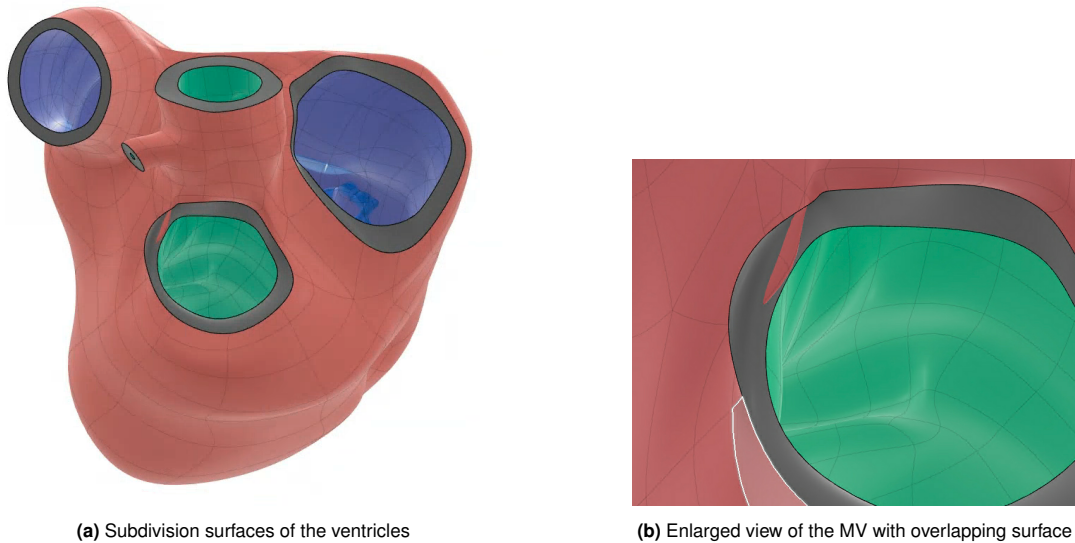 (a) Subdivision surfaces of the ventricles
(b) Enlarged view of the MV with overlapping surface